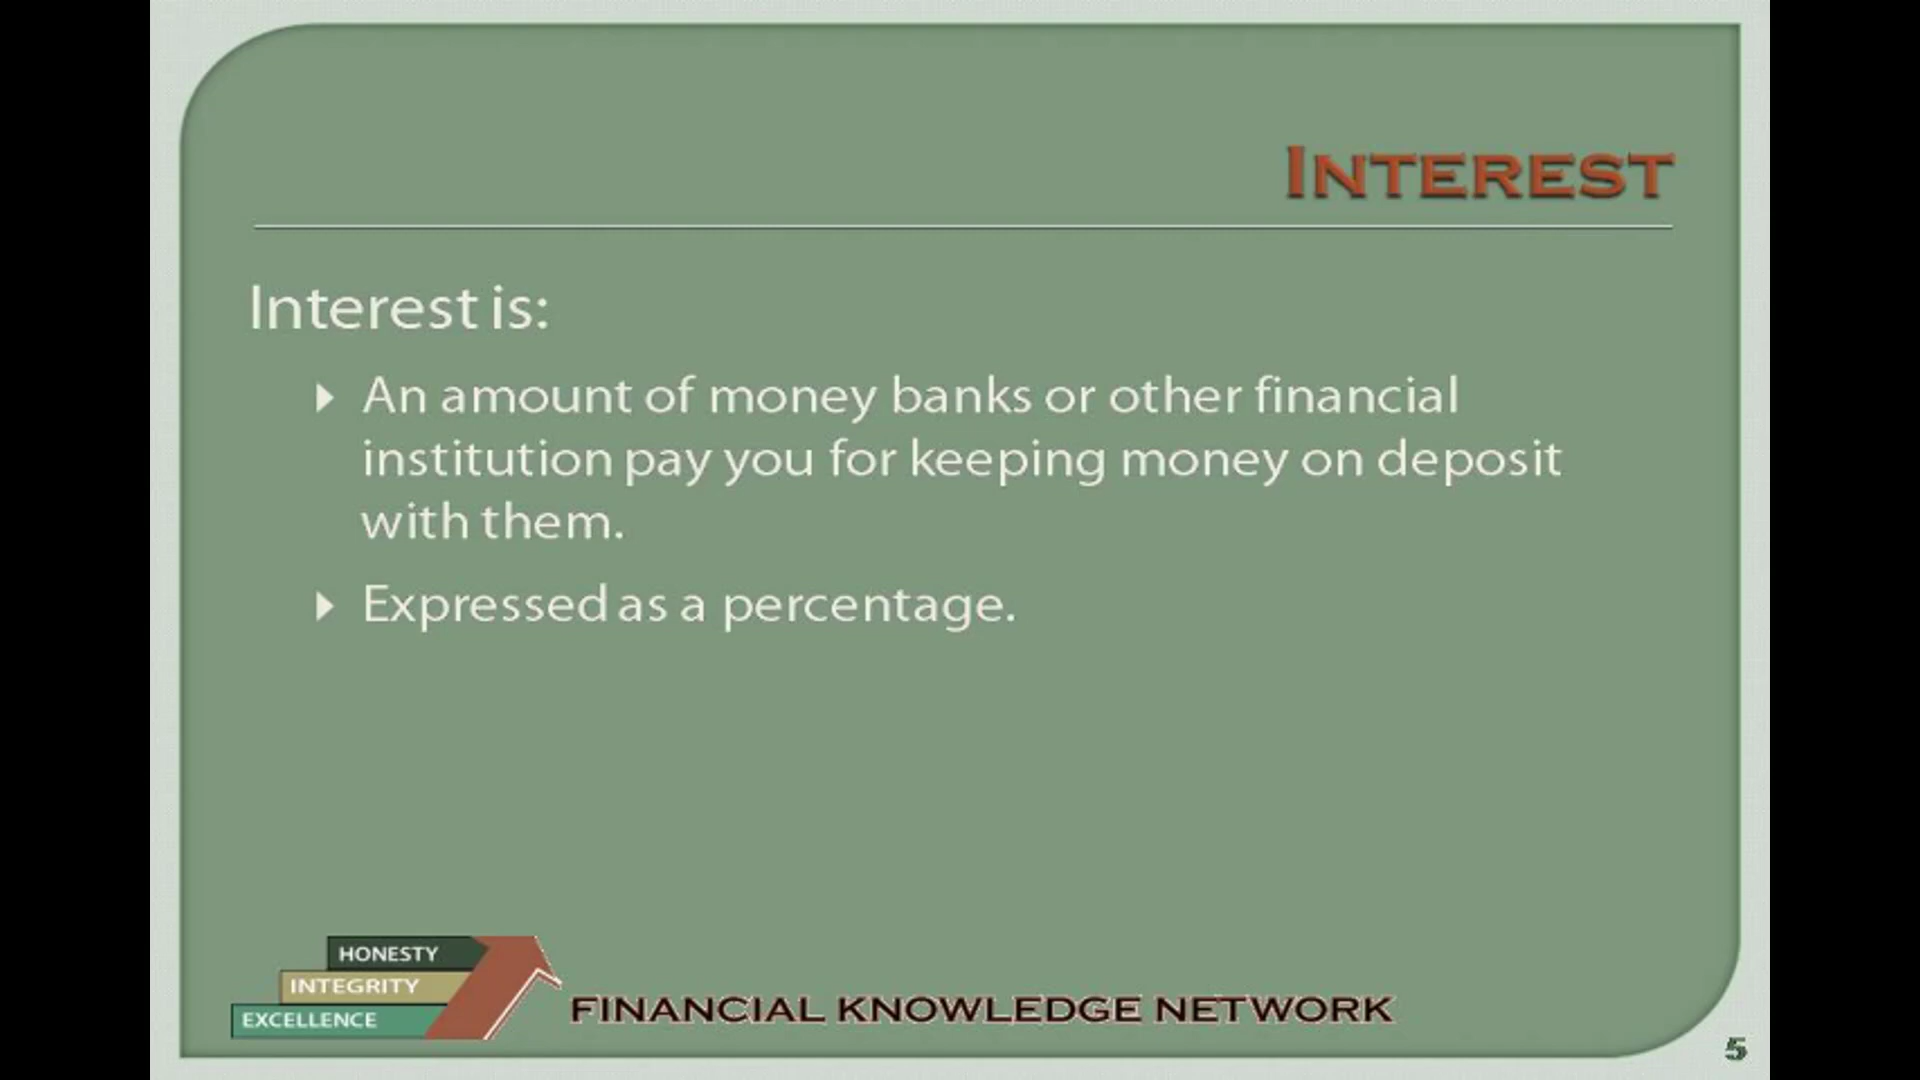 INTEREST
Interest is:
An amount of money banks or other financial
institution pay you for keeping money on deposit
with them.
Expressed as a percentage.
HONESTY
INTEGRITY
EXCELLENCE
FINANCIAL KNOWLEDGE NETWORK
5